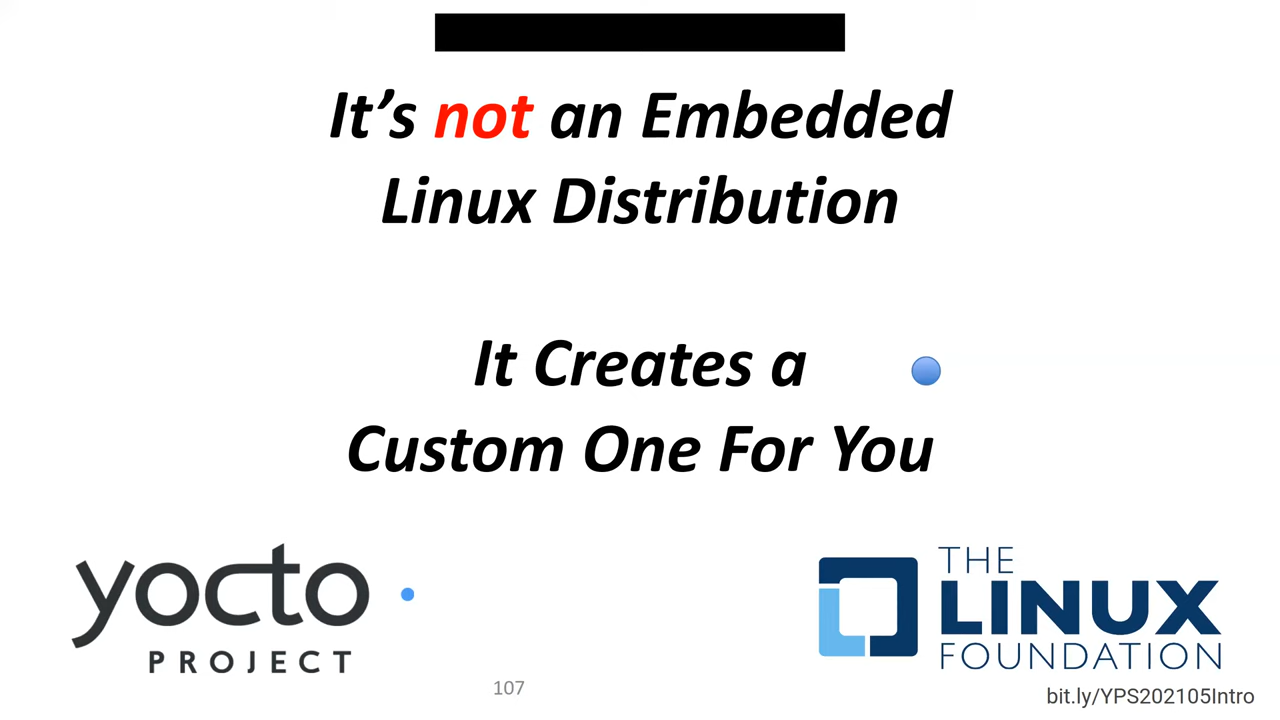 It’s not an Embedded
Linux Distribution
It Creates a
Custom One For You
yocto
PROJECT
THE
LINUX
FOUNDATION
107
bit.ly/YPS202105Intro